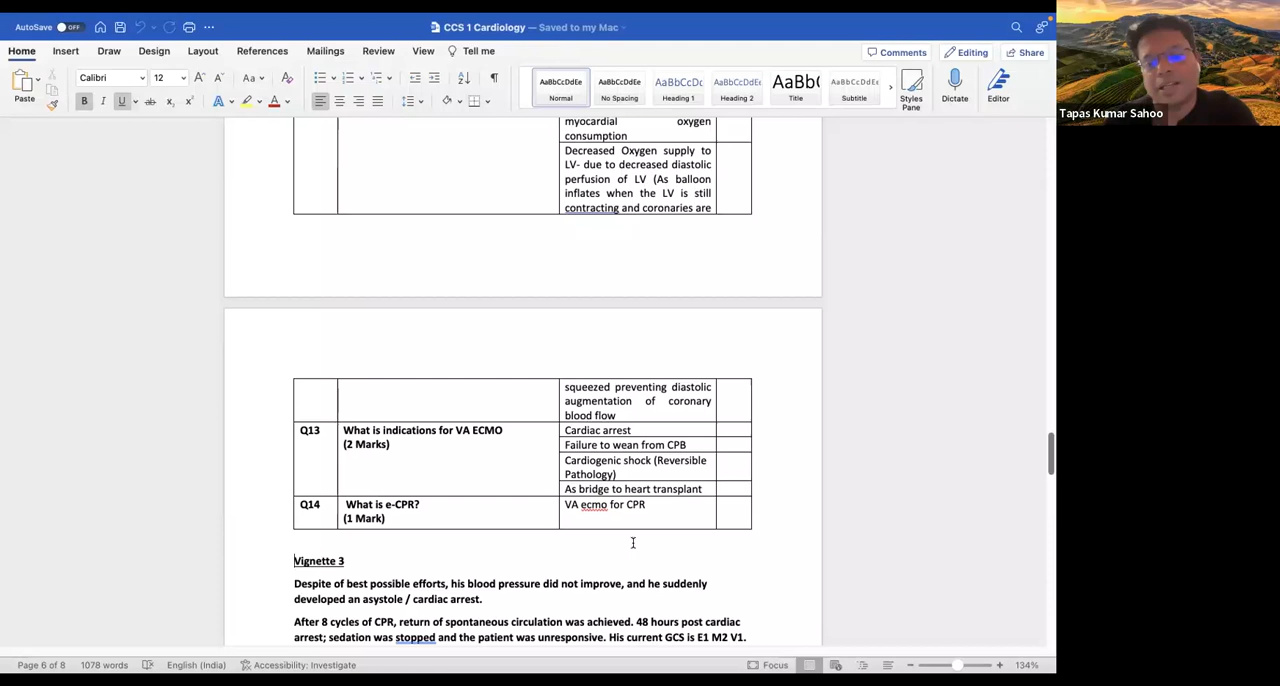 AutoSave OFF
CCS 1 Cardiology — Saved to my Mac
Home Insert Draw Design Layout References Mailings Review View Tell me
Comments Editing Share
Paste
Calibri 12
AaBbCcDdEe Normal
AaBbCcDdEe No Spacing
AaBbCcDc Heading 1
AaBbCcDdEe Heading 2
AaBb( Title
AaBbCcDdEe Subtitle
Styles Pane
Dictate
Editor
Tapas Kumar Sahoo
myocardial oxygen
consumption
Decreased Oxygen supply to
LV- due to decreased diastolic
perfusion of LV (As balloon
inflates when the LV is still
contracting and coronaries are
squeezed preventing diastolic
augmentation of coronary
blood flow
Q13 What is indications for VA ECMO
(2 Marks)
Cardiac arrest
Failure to wean from CPB
Cardiogenic shock (Reversible
Pathology)
As bridge to heart transplant
Q14 What is e-CPR?
(1 Mark)
VA ecmo for CPR
Vignette 3
Despite of best possible efforts, his blood pressure did not improve, and he suddenly
developed an asystole / cardiac arrest.
After 8 cycles of CPR, return of spontaneous circulation was achieved. 48 hours post cardiac
arrest; sedation was stopped and the patient was unresponsive. His current GCS is E1 M2 V1.
Page 6 of 8 1078 words English (India) Accessibility: Investigate Focus 134%